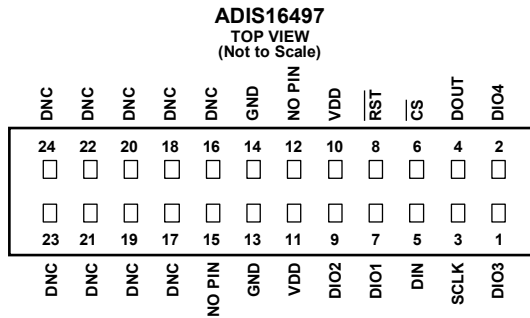 ADIS16497
TOP VIEW
(Not to Scale)
DNC DNC DNC DNC DNC GND NO PIN VDD RST CS DOUT DIO4
24 22 20 18 16 14 12 10 8 6 4 2
23 21 19 17 15 13 11 9 7 5 3 1
DNC DNC DNC DNC NO PIN GND VDD DIO2 DIO1 DIN SCLK DIO3